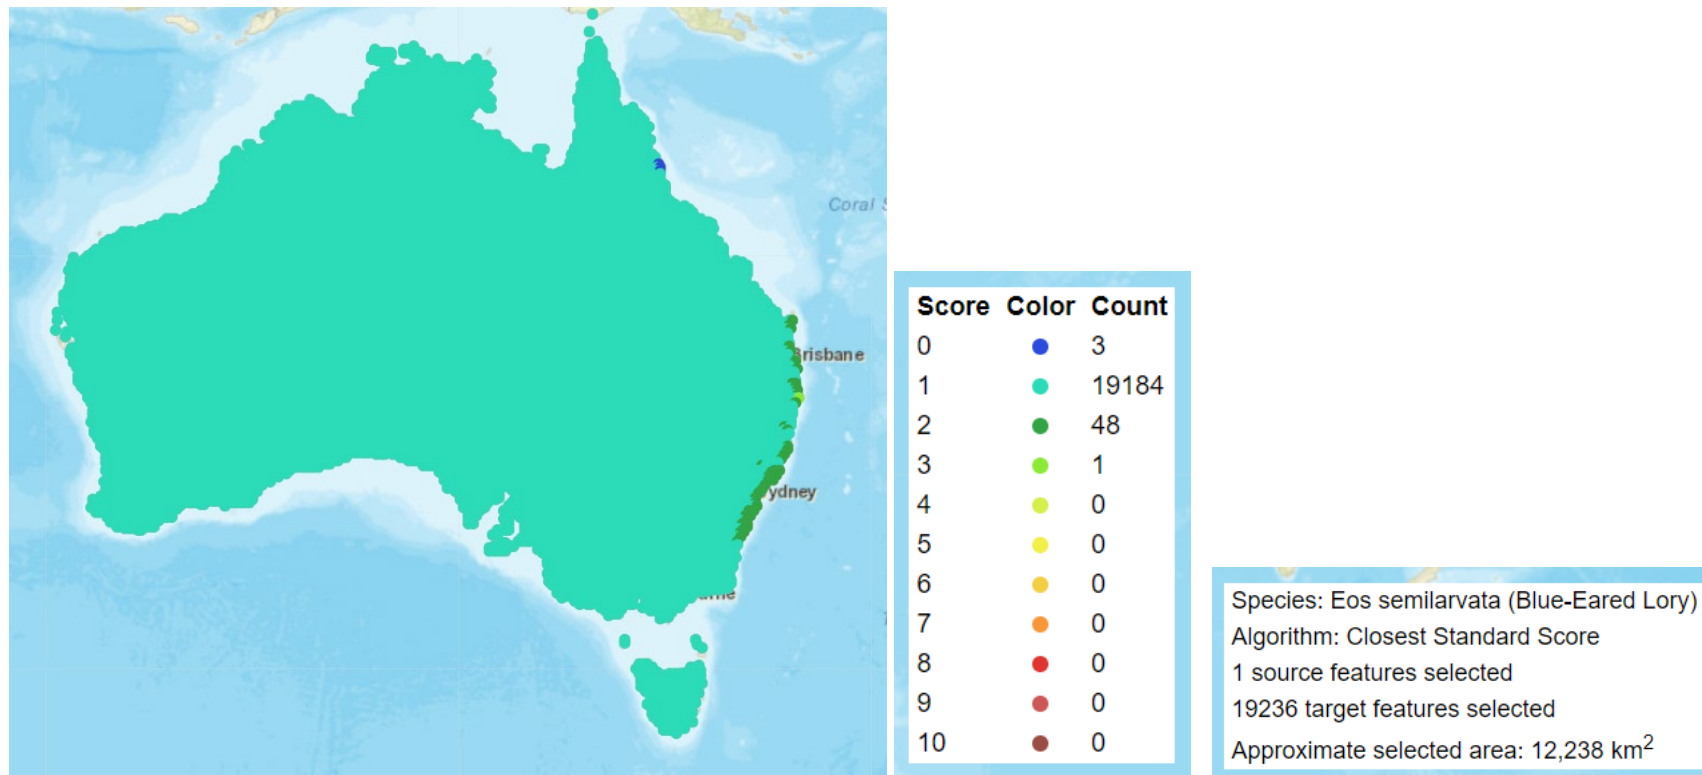 Coral S
Brisbane
ydney
Score Color Count
0 3
1 19184
2 48
3 1
4 0
5 0
6 0
7 0
8 0
9 0
10 0
Species: Eos semilarvata (Blue-Eared Lory)
Algorithm: Closest Standard Score
1 source features selected
19236 target features selected
Approximate selected area: 12,238 km²